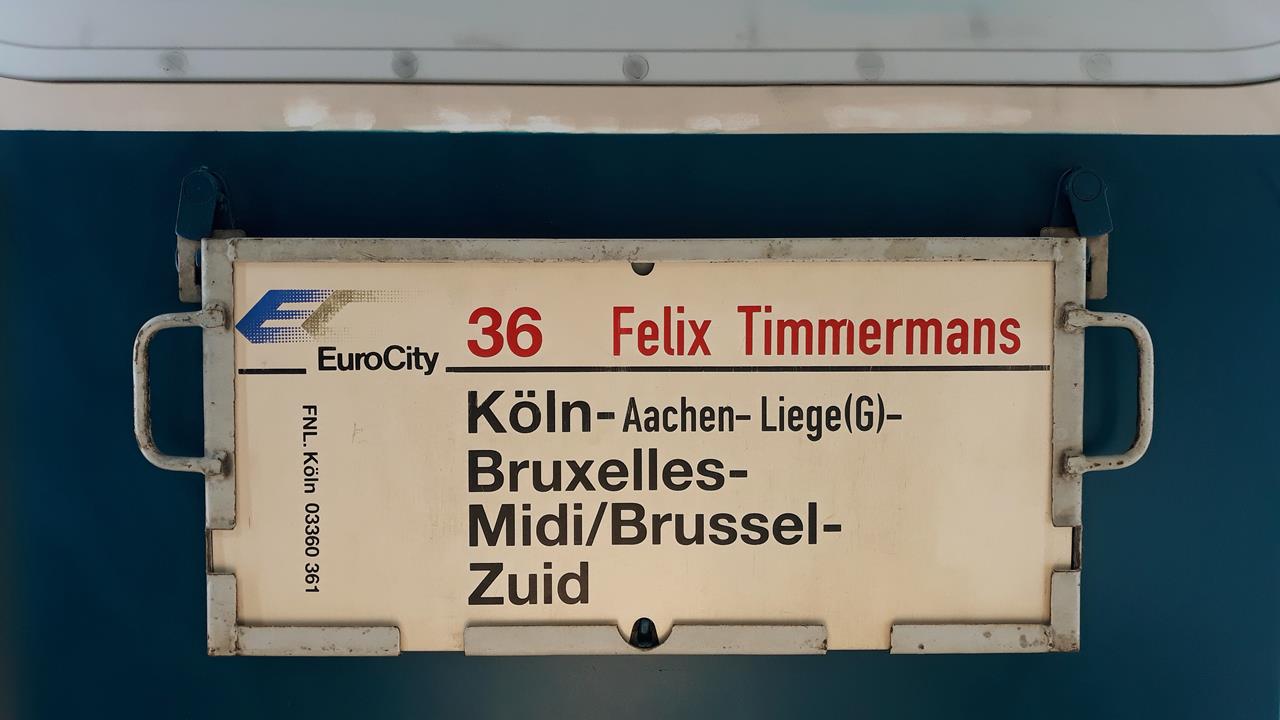 EuroCity
36 Felix Timmermans
Köln-Aachen-Liege(G)-
Bruxelles-
Midi/Brussel-
Zuid
FNL. Köln 03360 361